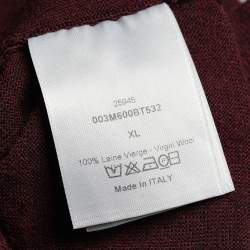 25945
003M600BT532
XL
100% Laine Vierge - Virgin Wool
Made in ITALY